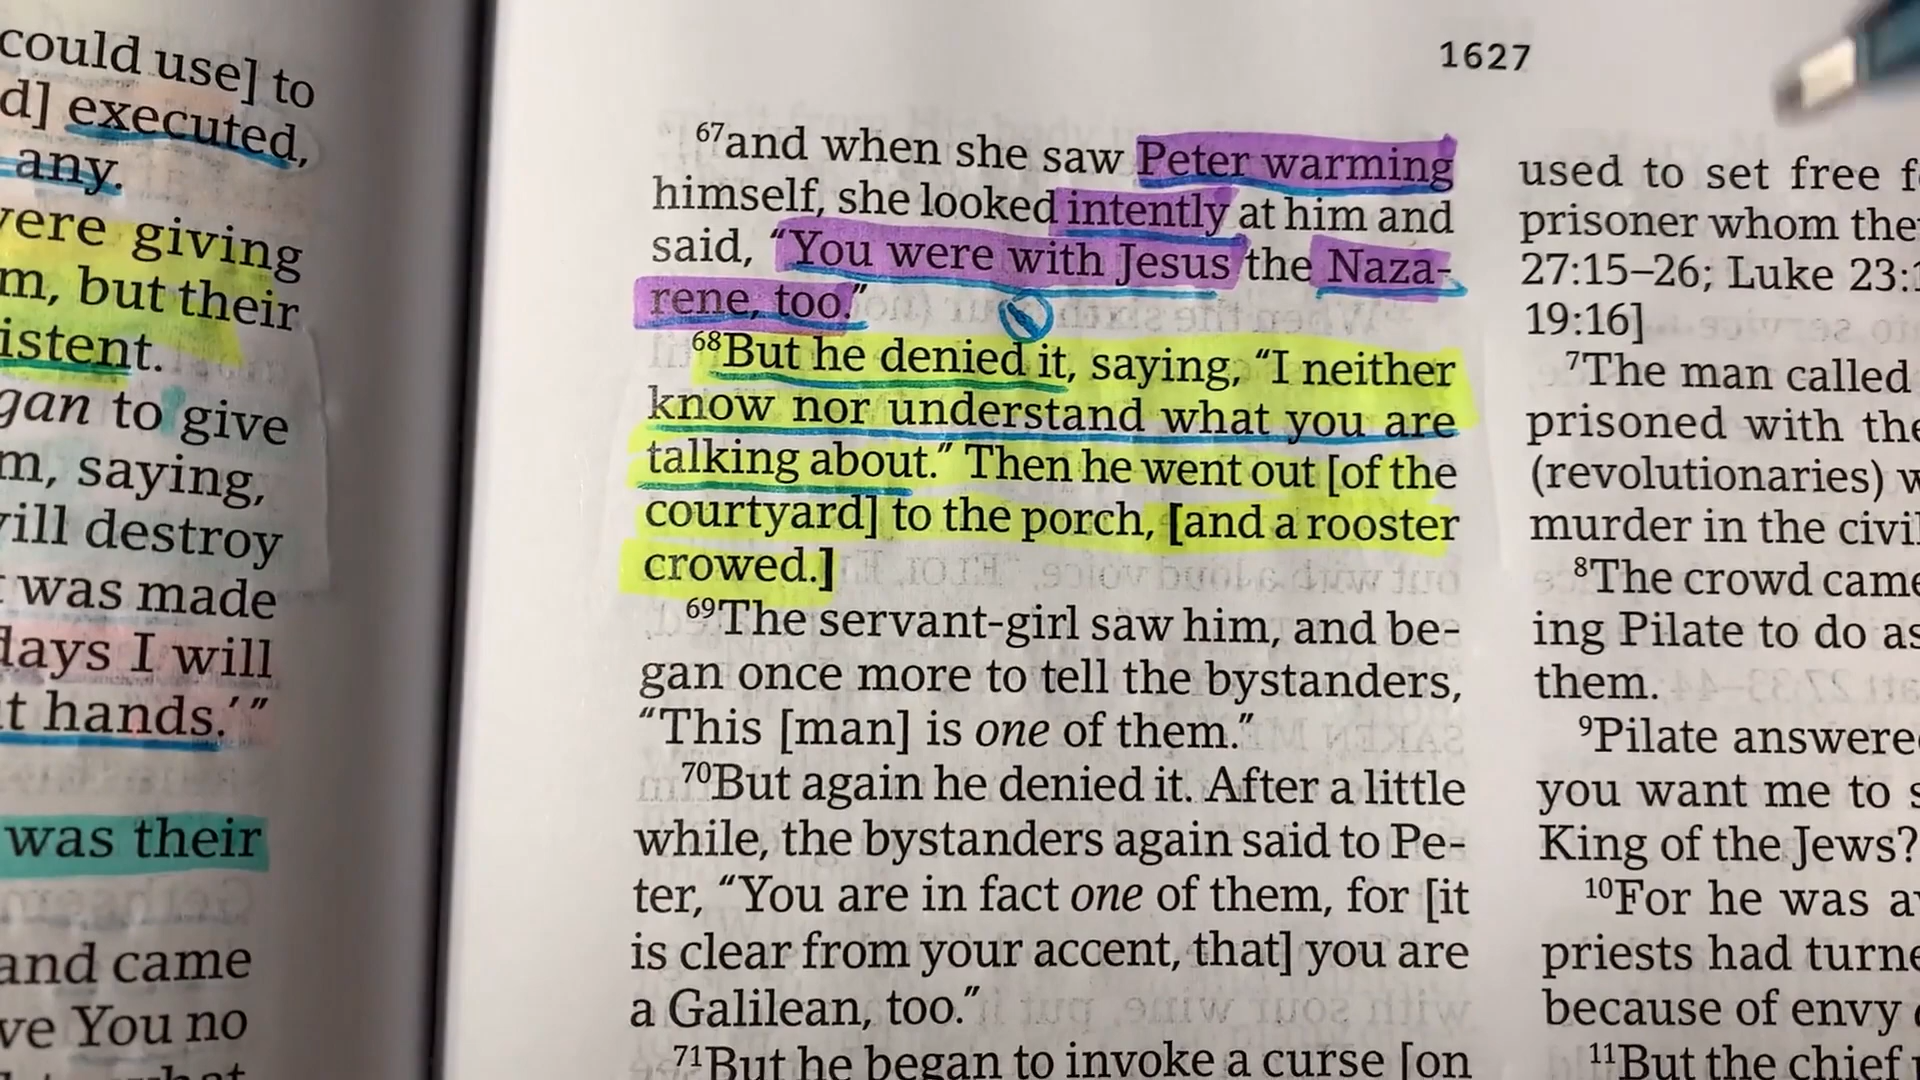 could use] to
d] executed,
any.
were giving
m, but their
istent.
gan to give
m, saying,
will destroy
was made
days I will
t hands.’”
was their
and came
ve You no
1627
67and when she saw Peter warming
himself, she looked intently at him and
said, “You were with Jesus the Naza-
rene, too.”
68But he denied it, saying, “I neither
know nor understand what you are
talking about.” Then he went out [of the
courtyard] to the porch, [and a rooster
crowed.]
69The servant-girl saw him, and be-
gan once more to tell the bystanders,
“This [man] is one of them.”
70But again he denied it. After a little
while, the bystanders again said to Pe-
ter, “You are in fact one of them, for [it
is clear from your accent, that] you are
a Galilean, too.”
71But he began to invoke a curse [on
used to set free f
prisoner whom the
27:15–26; Luke 23:1
19:16]
7The man called
prisoned with the
(revolutionaries) w
murder in the civil
8The crowd came
ing Pilate to do as
them.
9Pilate answered
you want me to s
King of the Jews?
10For he was aw
priests had turne
because of envy
11But the chief